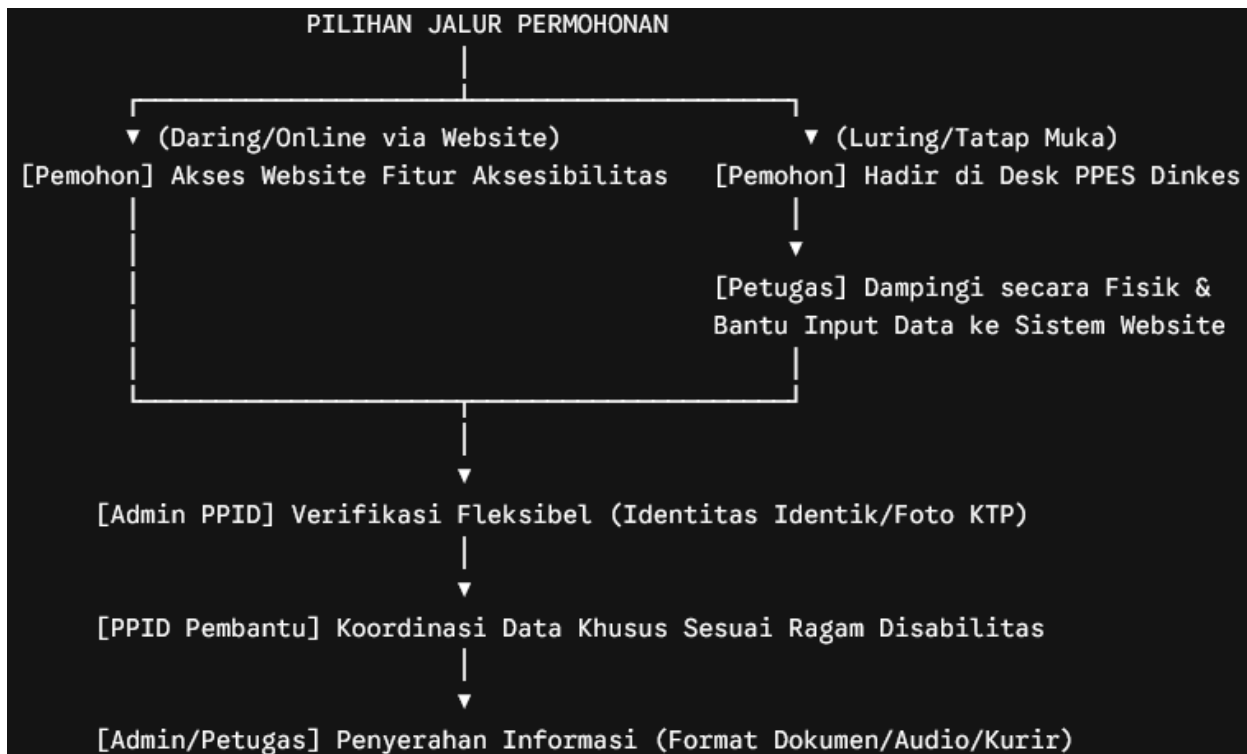 PILIHAN JALUR PERMOHONAN
▼ (Daring/Online via Website)
[Pemohon] Akses Website Fitur Aksesibilitas
▼ (Luring/Tatap Muka)
[Pemohon] Hadir di Desk PPES Dinkes
▼
[Petugas] Dampingi secara Fisik &
Bantu Input Data ke Sistem Website
▼
[Admin PPID] Verifikasi Fleksibel (Identitas Identik/Foto KTP)
▼
[PPID Pembantu] Koordinasi Data Khusus Sesuai Ragam Disabilitas
▼
[Admin/Petugas] Penyerahan Informasi (Format Dokumen/Audio/Kurir)